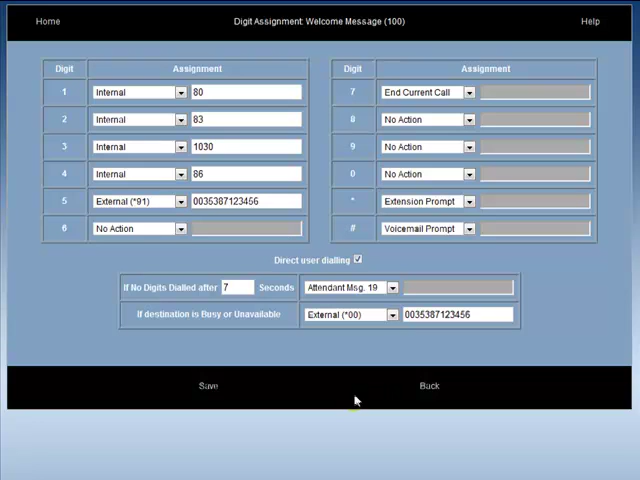 Home Digit Assignment: Welcome Message (100) Help
Digit Assignment Digit Assignment
1 Internal 80 7 End Current Call
2 Internal 83 8 No Action
3 Internal 1030 9 No Action
4 Internal 86 0 No Action
5 External (*91) 0035387123456 * Extension Prompt
6 No Action # Voicemail Prompt
Direct user dialling
If No Digits Dialled after 7 Seconds Attendant Msg. 19
If destination is Busy or Unavailable External (*00) 0035387123456
Save Back